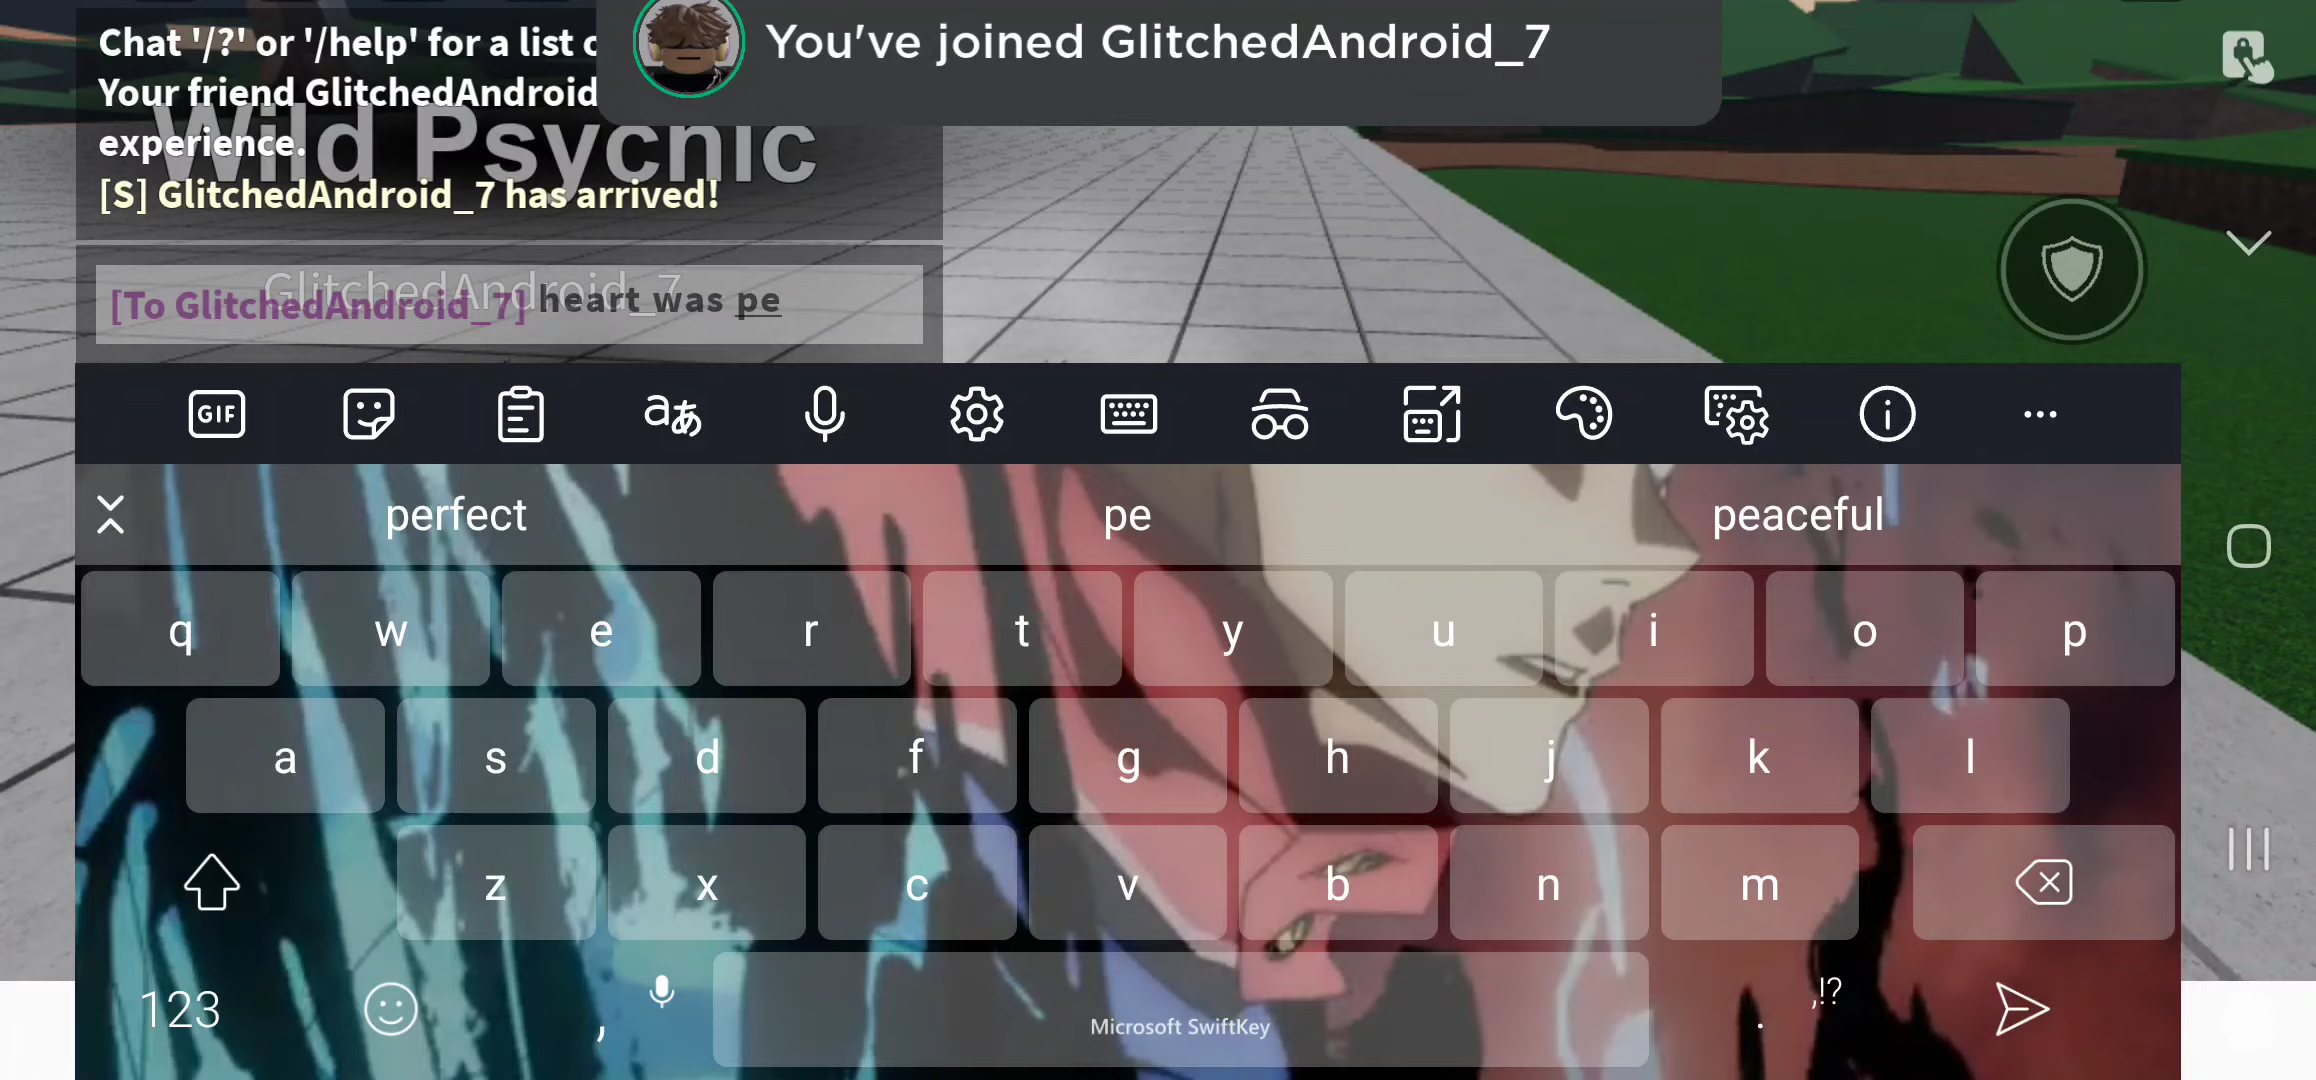 Chat '/?' or '/help' for a list
You've joined GlitchedAndroid_7
Your friend GlitchedAndroid
experience.
Wild Psychic
[S] GlitchedAndroid_7 has arrived!
GlitchedAndroid_7
[To GlitchedAndroid_7] heart was pe
GIF
aあ
perfect pe peaceful
q w e r t y u i o p
a s d f g h j k l
z x c v b n m
123 , Microsoft SwiftKey . ,!?